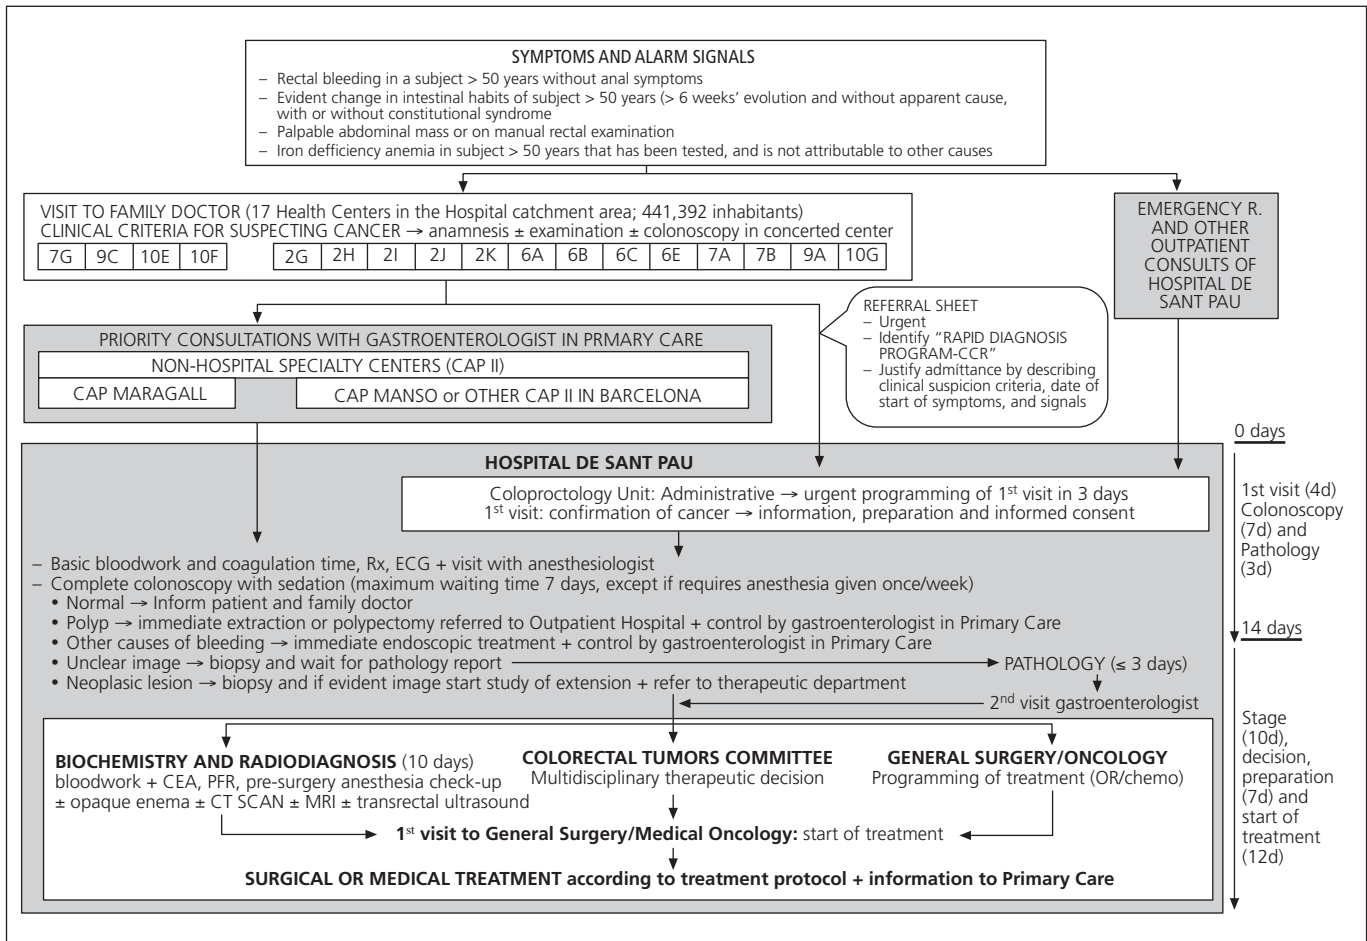 SYMPTOMS AND ALARM SIGNALS
– Rectal bleeding in a subject > 50 years without anal symptoms
– Evident change in intestinal habits of subject > 50 years (> 6 weeks' evolution and without apparent cause,
with or without constitutional syndrome
– Palpable abdominal mass or on manual rectal examination
– Iron defficiency anemia in subject > 50 years that has been tested, and is not attributable to other causes
VISIT TO FAMILY DOCTOR (17 Health Centers in the Hospital catchment area; 441,392 inhabitants)
CLINICAL CRITERIA FOR SUSPECTING CANCER → anamnesis ± examination ± colonoscopy in concerted center
7G 9C 10E 10F 2G 2H 2I 2J 2K 6A 6B 6C 6E 7A 7B 9A 10G
EMERGENCY R.
AND OTHER
OUTPATIENT
CONSULTS OF
HOSPITAL DE
SANT PAU
REFERRAL SHEET
– Urgent
– Identify “RAPID DIAGNOSIS
PROGRAM-CCR”
– Justify admíttance by describing
clinical suspicion criteria, date of
start of symptoms, and signals
PRIORITY CONSULTATIONS WITH GASTROENTEROLOGIST IN PRMARY CARE
NON-HOSPITAL SPECIALTY CENTERS (CAP II)
CAP MARAGALL
CAP MANSO or OTHER CAP II IN BARCELONA
0 days
HOSPITAL DE SANT PAU
Coloproctology Unit: Administrative → urgent programming of 1st visit in 3 days
1st visit: confirmation of cancer → information, preparation and informed consent
1st visit (4d)
Colonoscopy
(7d) and
Pathology
(3d)
– Basic bloodwork and coagulation time, Rx, ECG + visit with anesthesiologist
– Complete colonoscopy with sedation (maximum waiting time 7 days, except if requires anesthesia given once/week)
• Normal → Inform patient and family doctor
• Polyp → immediate extraction or polypectomy referred to Outpatient Hospital + control by gastroenterologist in Primary Care
• Other causes of bleeding → immediate endoscopic treatment + control by gastroenterologist in Primary Care
• Unclear image → biopsy and wait for pathology report → PATHOLOGY (≤ 3 days)
• Neoplasic lesion → biopsy and if evident image start study of extension + refer to therapeutic department
2nd visit gastroenterologist
14 days
Stage
(10d),
decision,
preparation
(7d) and
start of
treatment
(12d)
BIOCHEMISTRY AND RADIODIAGNOSIS (10 days)
bloodwork + CEA, PFR, pre-surgery anesthesia check-up
± opaque enema ± CT SCAN ± MRI ± transrectal ultrasound
COLORECTAL TUMORS COMMITTEE
Multidisciplinary therapeutic decision
GENERAL SURGERY/ONCOLOGY
Programming of treatment (OR/chemo)
1st visit to General Surgery/Medical Oncology: start of treatment
SURGICAL OR MEDICAL TREATMENT according to treatment protocol + information to Primary Care